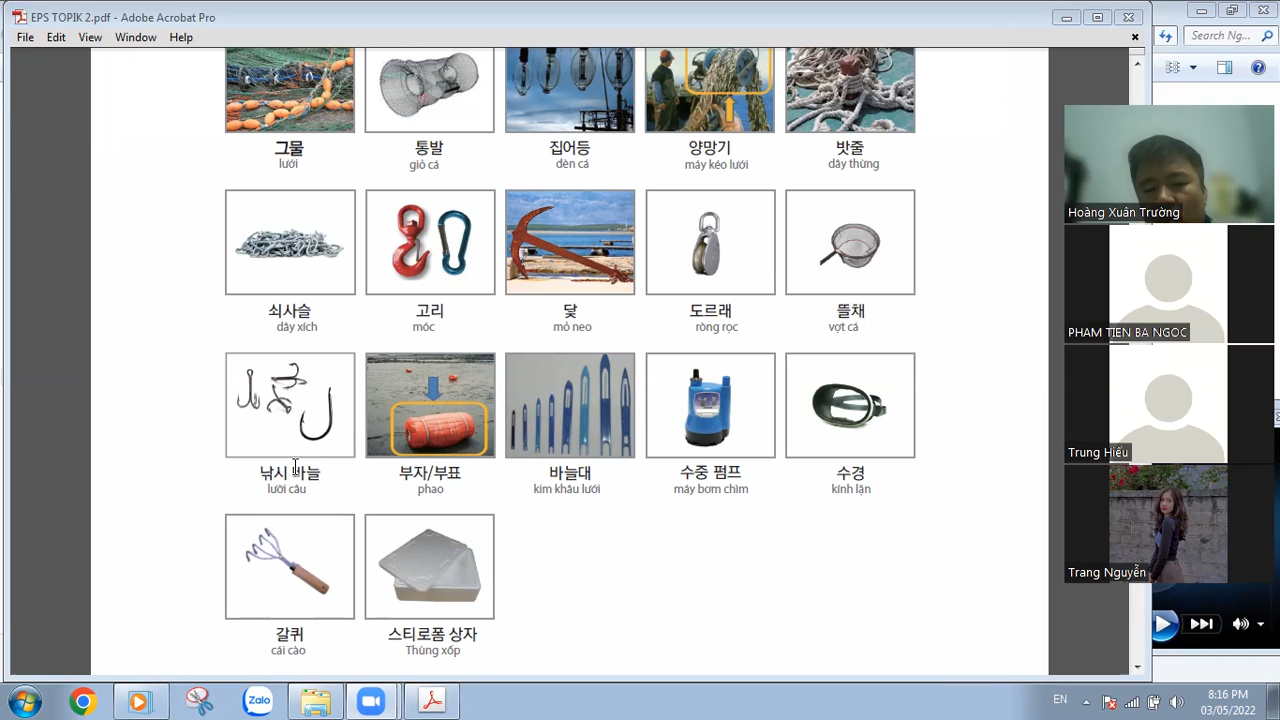 EPS TOPIK 2.pdf - Adobe Acrobat Pro
File Edit View Window Help
Search Ng...
그물 통발 집어등 양망기 밧줄
lưới giỏ cá đèn cá máy kéo lưới dây thừng
쇠사슬 고리 닻 도르래 뜰채
dây xích móc mỏ neo ròng rọc vợt cá
낚시 바늘 부자/부표 바늘대 수중 펌프 수경
lưỡi câu phao kim khâu lưới máy bơm chìm kính lặn
갈퀴 스티로폼 상자
cái cào Thùng xốp
Hoàng Xuân Trường
PHAM TIEN BA NGOC
Trung Hiếu
Trang Nguyễn
Zalo
EN
8:16 PM
03/05/2022